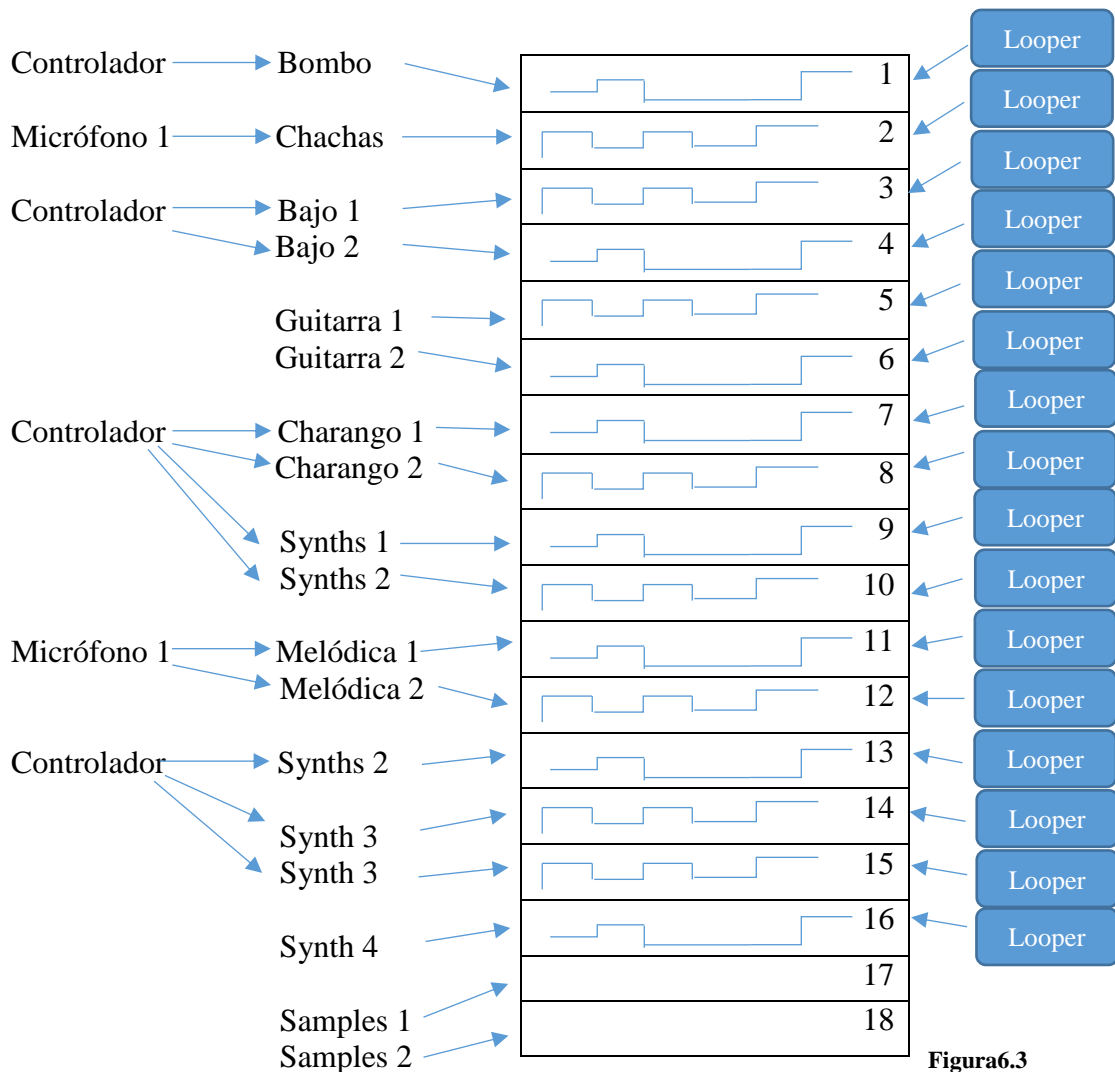 Looper
Controlador Bombo 1
Looper
Micrófono 1 Chachas 2
Looper
Controlador Bajo 1 3
Looper
Bajo 2 4
Looper
Guitarra 1 5
Looper
Guitarra 2 6
Looper
Controlador Charango 1 7
Looper
Charango 2 8
Looper
Synths 1 9
Looper
Synths 2 10
Looper
Micrófono 1 Melódica 1 11
Looper
Melódica 2 12
Looper
Controlador Synths 2 13
Looper
Synth 3 14
Looper
Synth 3 15
Looper
Synth 4 16
17
Samples 1
18
Samples 2
Figura6.3